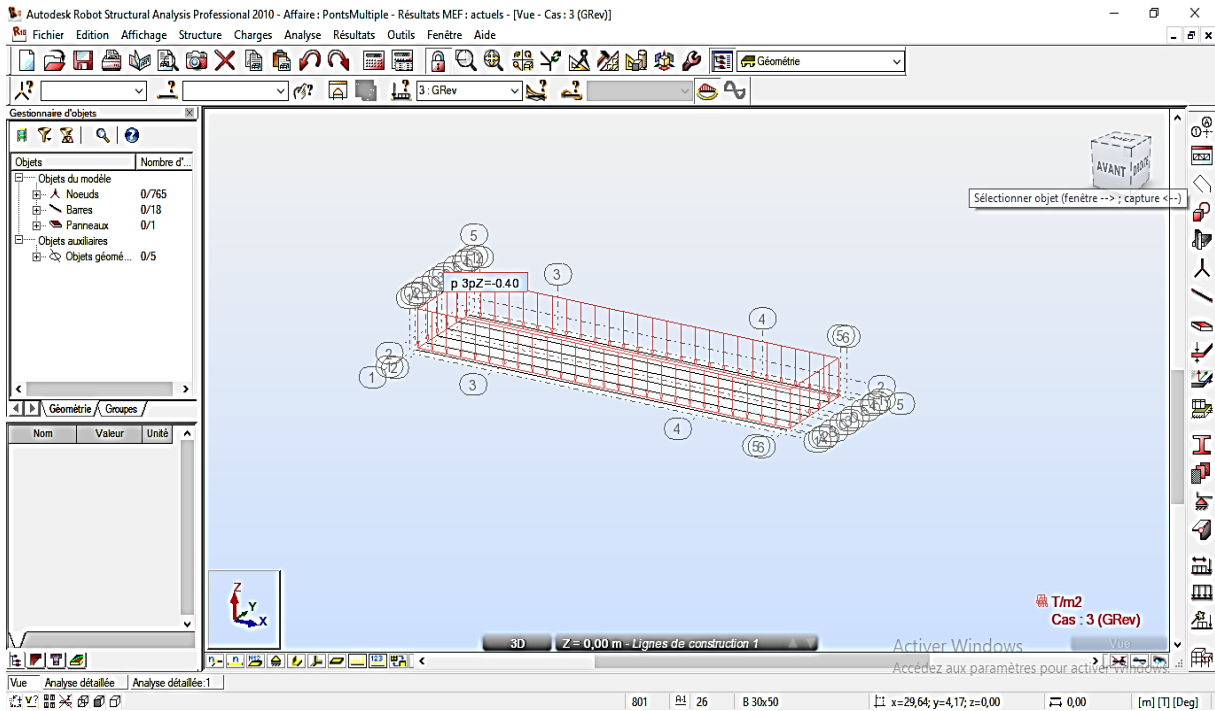 Autodesk Robot Structural Analysis Professional 2010 - Affaire : PontsMultiple - Résultats MEF : actuels - [Vue - Cas : 3 (GRev)]
Fichier Edition Affichage Structure Charges Analyse Résultats Outils Fenêtre Aide
Géométrie
3 : GRev
Gestionnaire d'objets
Objets Nombre d'...
Objets du modèle
Noeuds 0/765
Barres 0/18
Panneaux 0/1
Objets auxiliaires
Objets géomé... 0/5
Géométrie Groupes
Nom Valeur Unité
AVANT DROITE
Sélectionner objet (fenêtre --> ; capture <--)
5
p 3pZ=-0.40
3
4
2
1
3
4
2
5
Z
Y
X
T/m2
Cas : 3 (GRev)
3D Z = 0,00 m - Lignes de construction 1
Vue
Activer Windows
Accédez aux paramètres pour activer Windows.
Vue Analyse détaillée Analyse détaillée:1
801 26 B 30x50 x=29,64; y=4,17; z=0,00 0,00 [m] [T] [Deg]